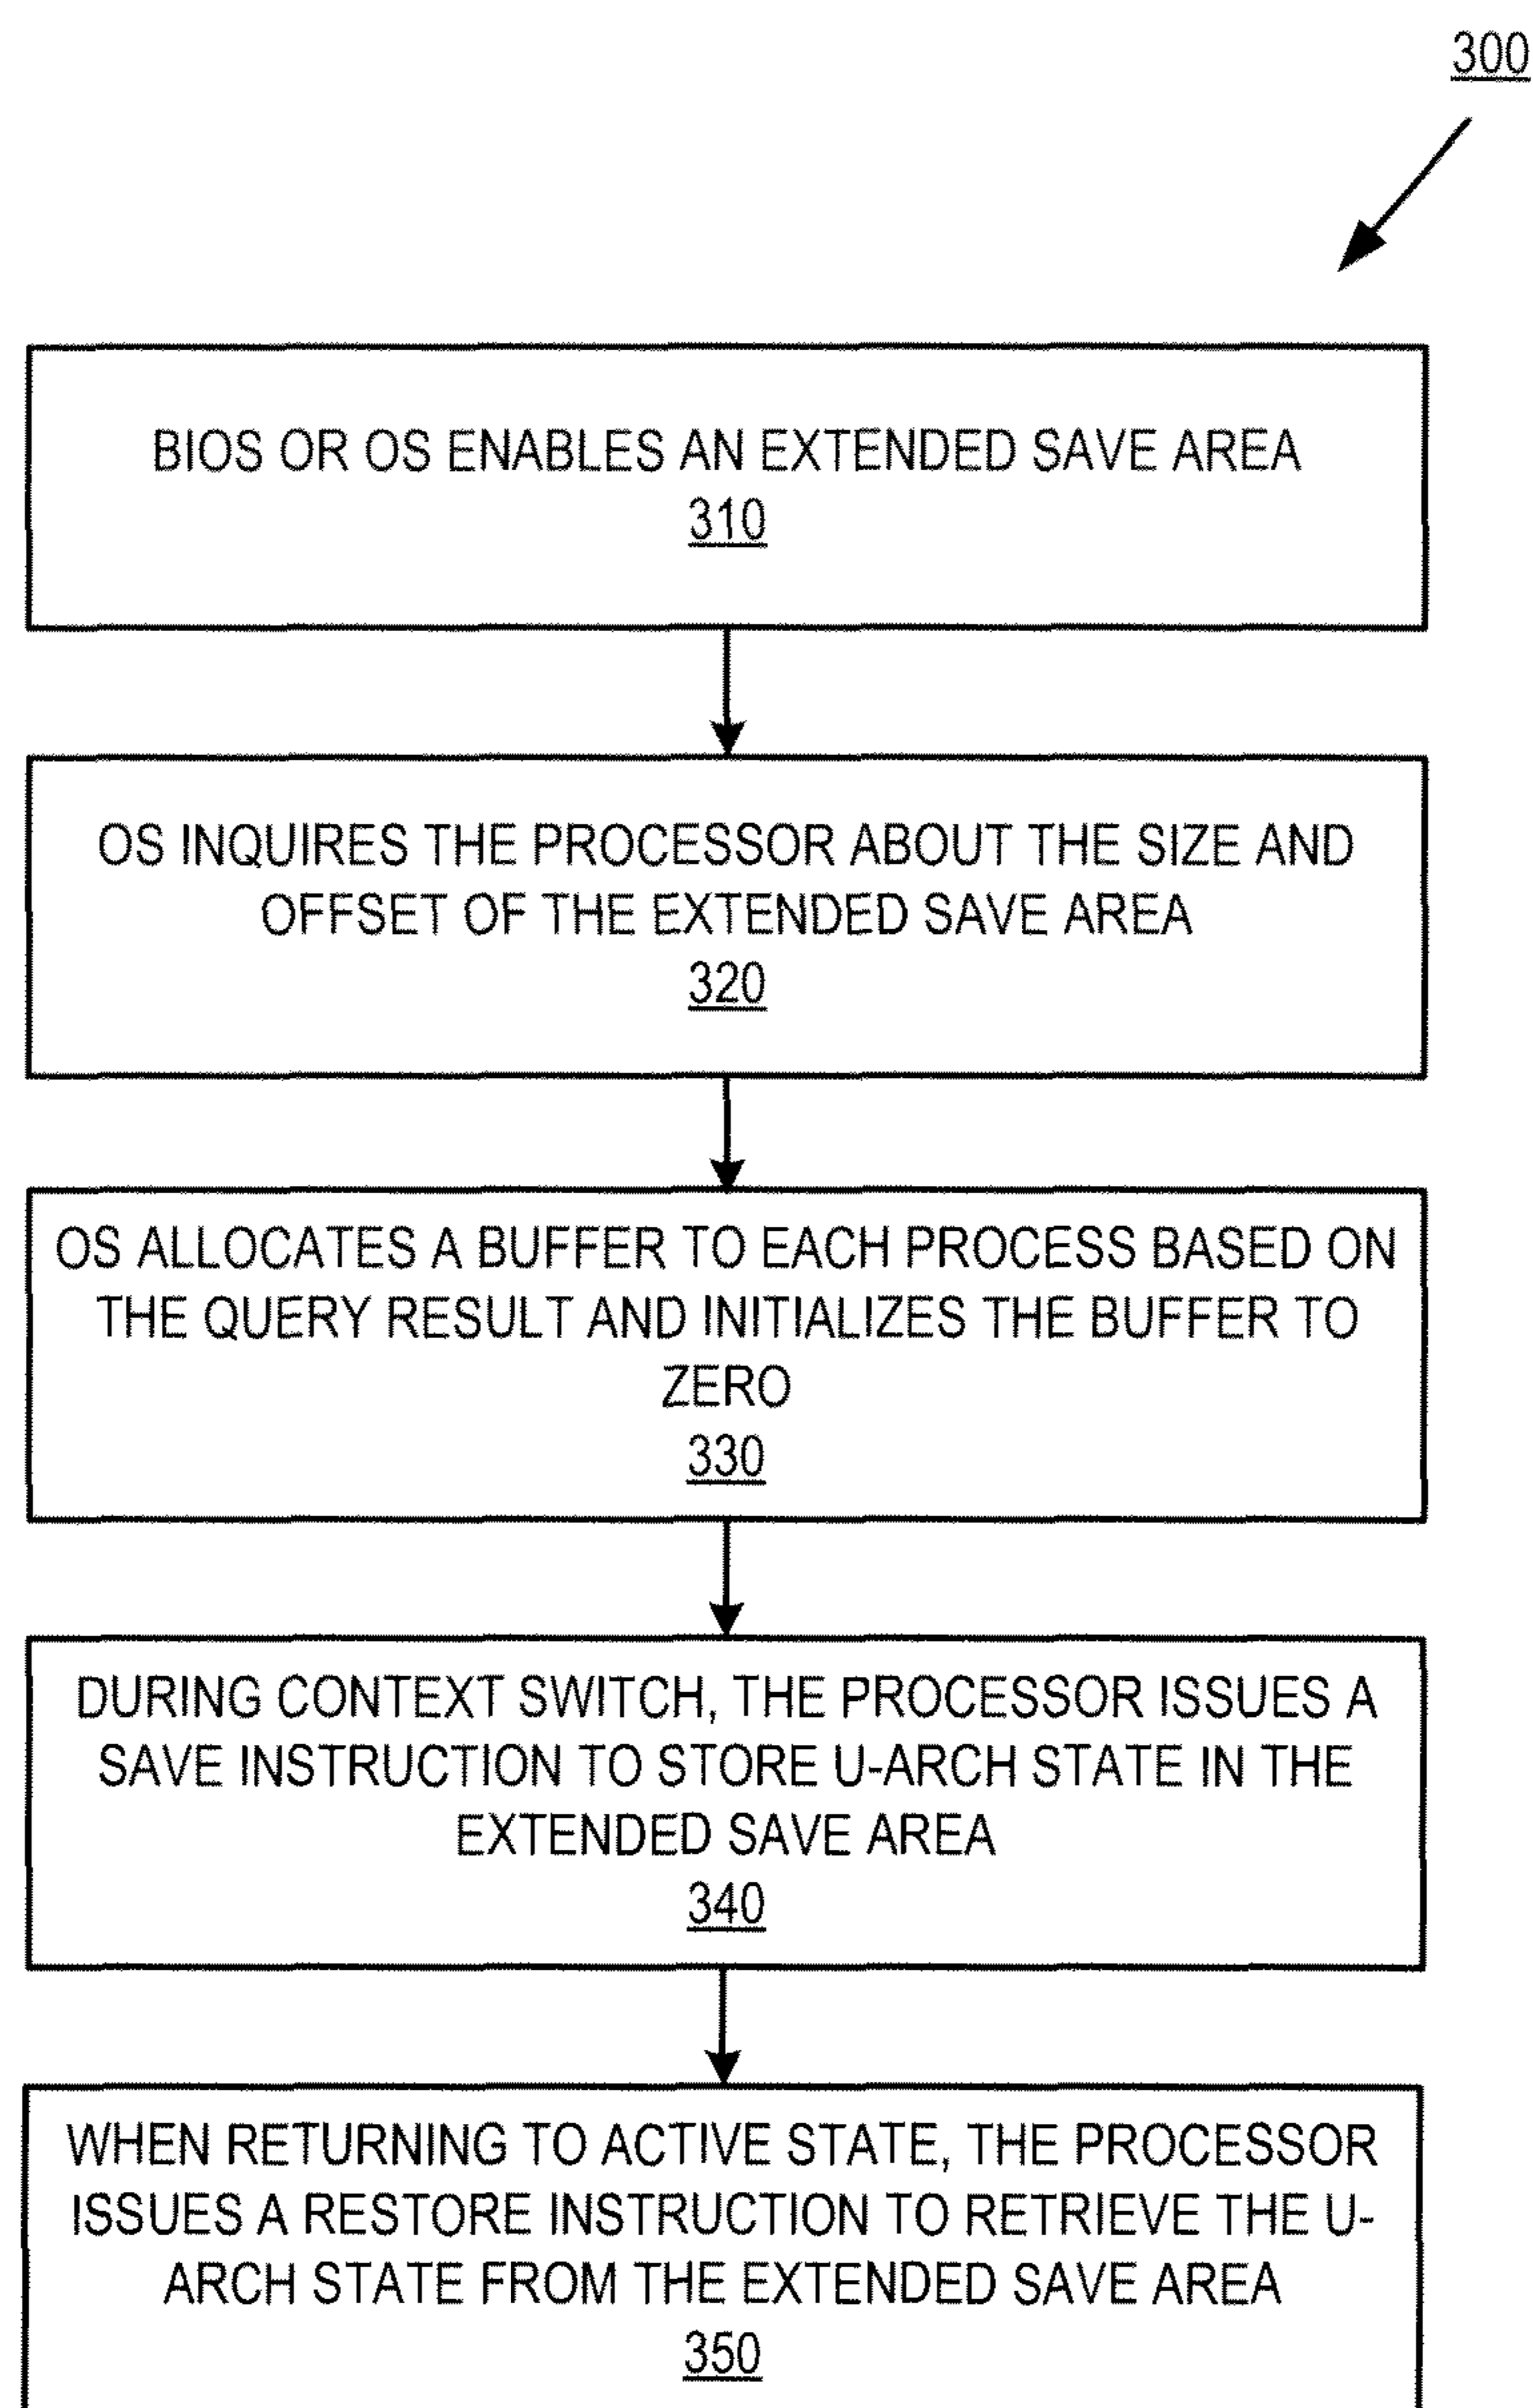 300
BIOS OR OS ENABLES AN EXTENDED SAVE AREA
310
OS INQUIRES THE PROCESSOR ABOUT THE SIZE AND
OFFSET OF THE EXTENDED SAVE AREA
320
OS ALLOCATES A BUFFER TO EACH PROCESS BASED ON
THE QUERY RESULT AND INITIALIZES THE BUFFER TO
ZERO
330
DURING CONTEXT SWITCH, THE PROCESSOR ISSUES A
SAVE INSTRUCTION TO STORE U-ARCH STATE IN THE
EXTENDED SAVE AREA
340
WHEN RETURNING TO ACTIVE STATE, THE PROCESSOR
ISSUES A RESTORE INSTRUCTION TO RETRIEVE THE U-
ARCH STATE FROM THE EXTENDED SAVE AREA
350